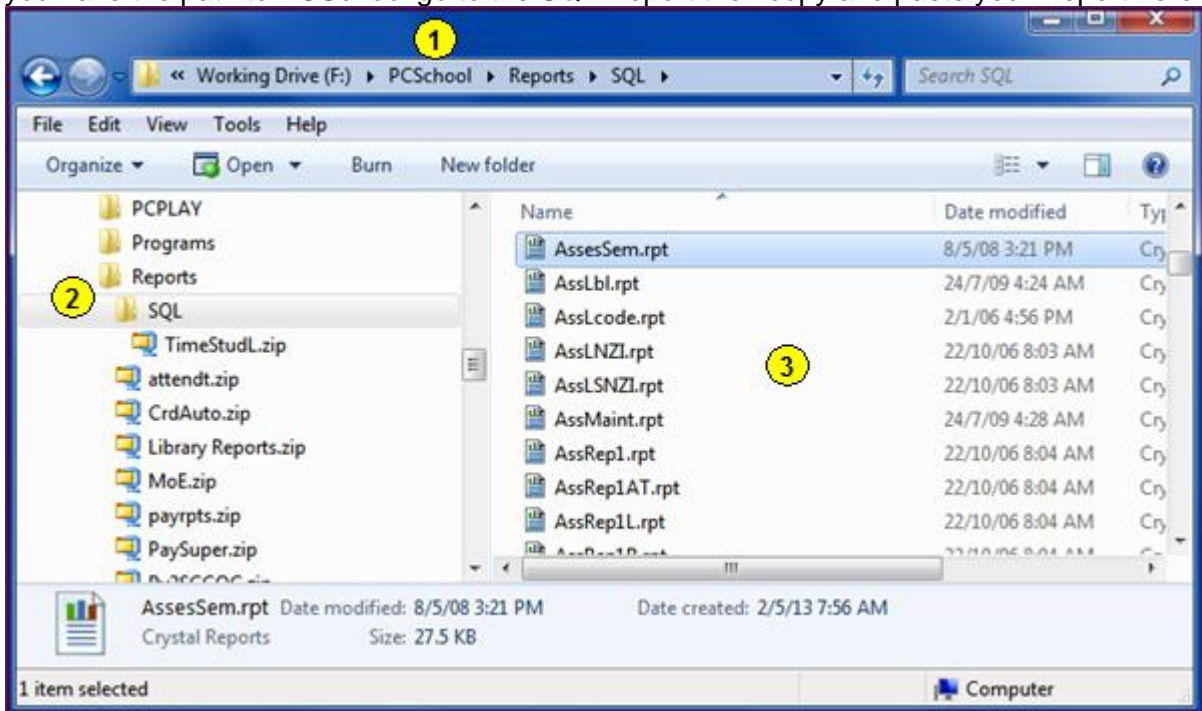 1
« Working Drive (F:) ▸ PCSchool ▸ Reports ▸ SQL ▸ Search SQL
File Edit View Tools Help
Organize Open Burn New folder
PCPLAY
Programs
Reports
2
SQL
TimeStudL.zip
attendt.zip
CrdAuto.zip
Library Reports.zip
MoE.zip
payrpts.zip
PaySuper.zip
Name Date modified
AssesSem.rpt 8/5/08 3:21 PM
AssLbl.rpt 24/7/09 4:24 AM
AssLcode.rpt 2/1/06 4:56 PM
AssLNZI.rpt 22/10/06 8:03 AM
3
AssLSNZI.rpt 22/10/06 8:03 AM
AssMaint.rpt 24/7/09 4:28 AM
AssRep1.rpt 22/10/06 8:04 AM
AssRep1AT.rpt 22/10/06 8:04 AM
AssRep1L.rpt 22/10/06 8:04 AM
AssesSem.rpt Date modified: 8/5/08 3:21 PM Date created: 2/5/13 7:56 AM
Crystal Reports Size: 27.5 KB
1 item selected Computer